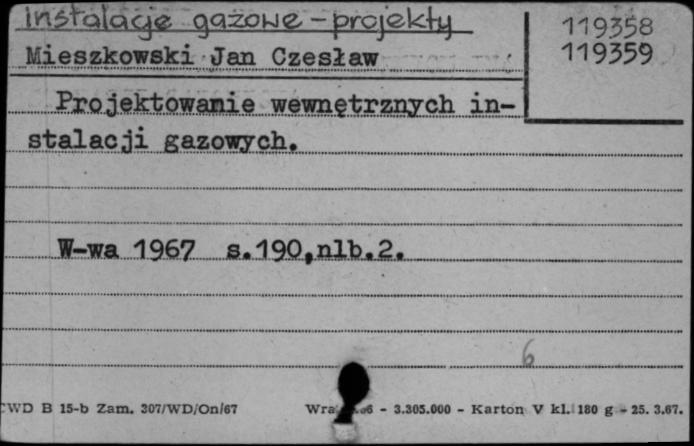 instalacje gazowe - projekty
119358
119359
Mieszkowski Jan Czesław
Projektowanie wewnętrznych in-
stalacji gazowych.
W-wa 1967 s.190,nlb.2.
6
CWD B 15-b Zam. 307/WD/On/67 - 3.305.000 - Karton V kl. 180 g - 25. 3.67.